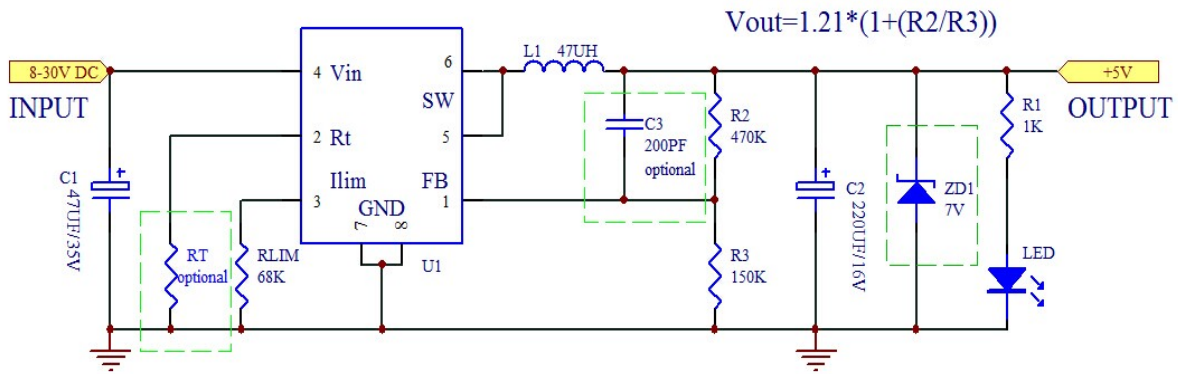 Vout=1.21*(1+(R2/R3))
8-30V DC
INPUT
4 Vin
6
SW
5
2 Rt
Ilim
3
FB
1
GND
7
8
U1
L1 47UH
+5V
OUTPUT
C1
47UF/35V
RT
optional
RLIM
68K
C3
200PF
optional
R2
470K
R3
150K
C2
220UF/16V
ZD1
7V
R1
1K
LED
+
+